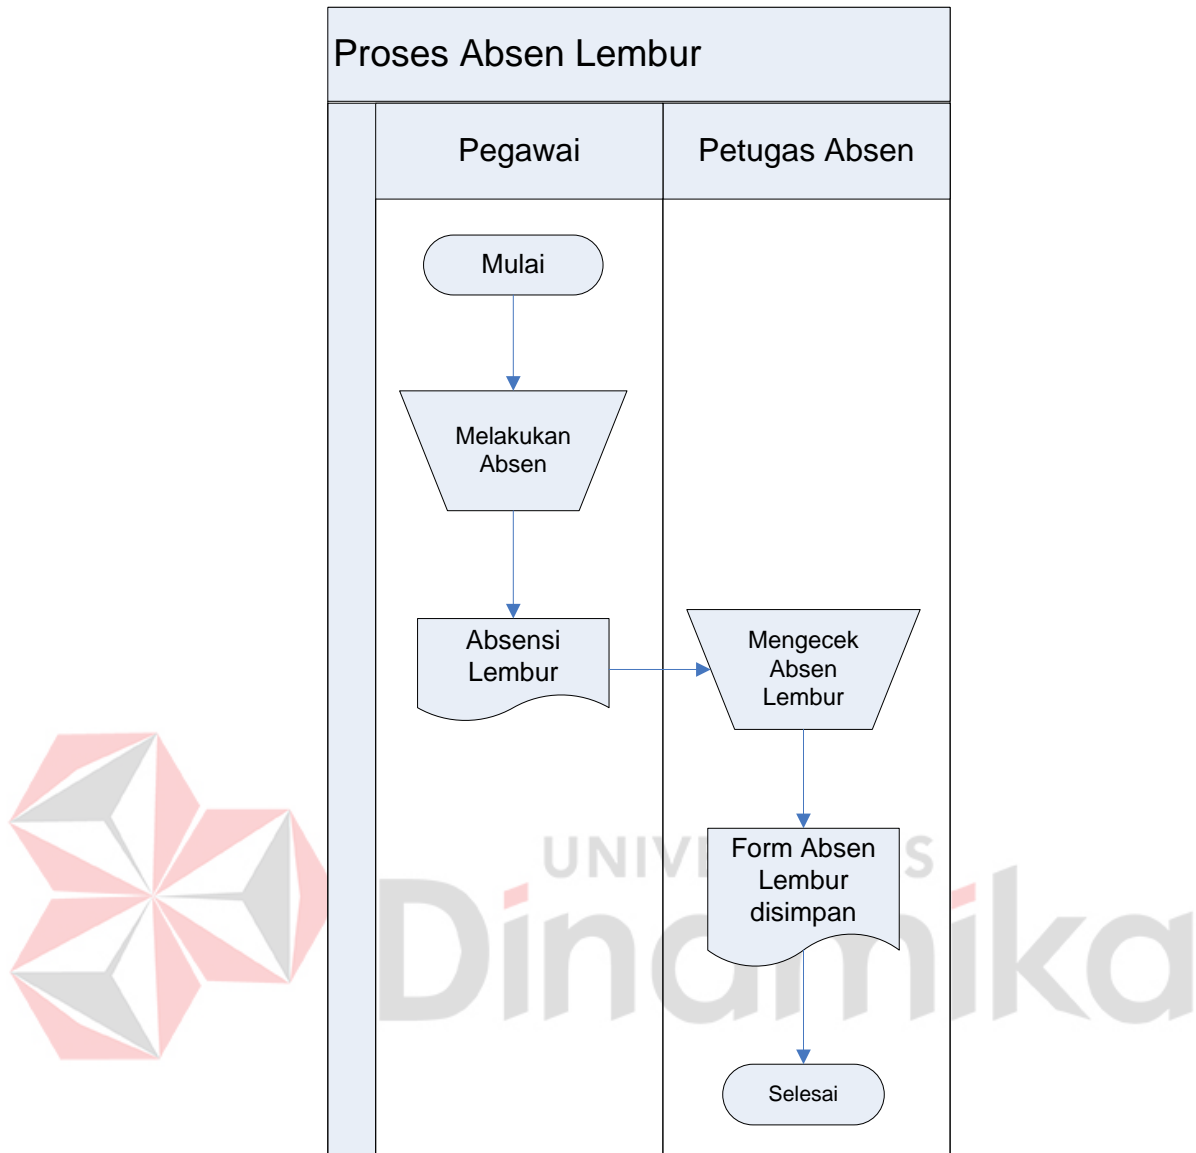 Proses Absen Lembur
Pegawai
Petugas Absen
Mulai
Melakukan
Absen
Absensi
Lembur
Mengecek
Absen
Lembur
Form Absen
Lembur
disimpan
Selesai
Dinamika